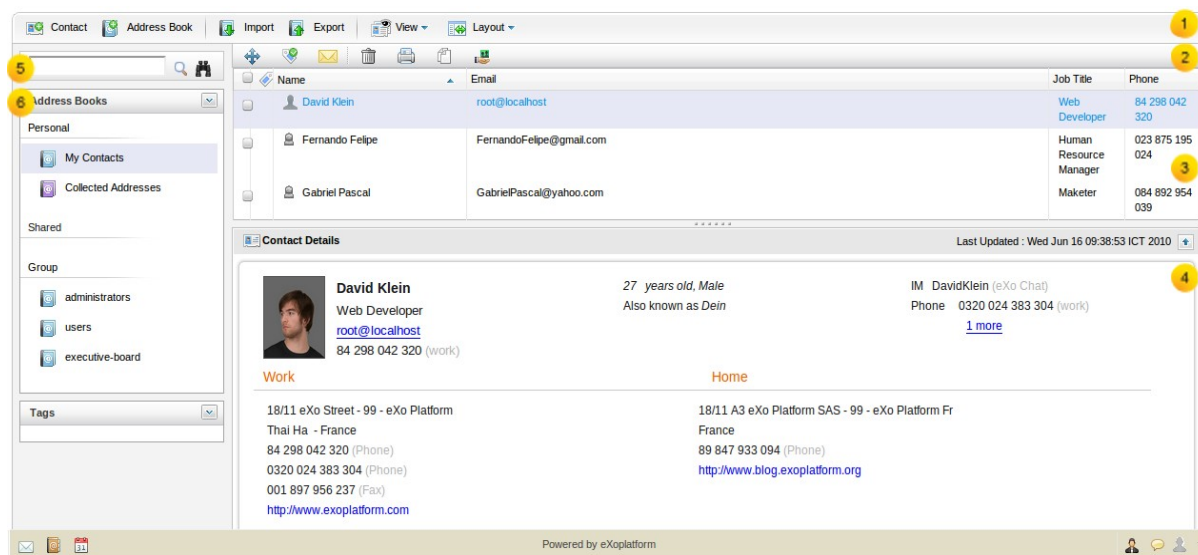 Contact Address Book Import Export View Layout 1
2
5
Name Email Job Title Phone
6 Address Books
David Klein root@localhost Web Developer 84 298 042 320
Personal
My Contacts
Collected Addresses
Fernando Felipe FernandoFelipe@gmail.com Human Resource Manager 023 875 195 024
3
Gabriel Pascal GabrielPascal@yahoo.com Maketer 084 892 954 039
Shared
Group
administrators
users
executive-board
Tags
Contact Details Last Updated : Wed Jun 16 09:38:53 ICT 2010
4
David Klein
Web Developer
root@localhost
84 298 042 320 (work)
27 years old, Male
Also known as Dein
IM DavidKlein (eXo Chat)
Phone 0320 024 383 304 (work)
1 more
Work
18/11 eXo Street - 99 - eXo Platform
Thai Ha - France
84 298 042 320 (Phone)
0320 024 383 304 (Phone)
001 897 956 237 (Fax)
http://www.exoplatform.com
Home
18/11 A3 eXo Platform SAS - 99 - eXo Platform Fr
France
89 847 933 094 (Phone)
http://www.blog.exoplatform.org
31
Powered by eXoplatform